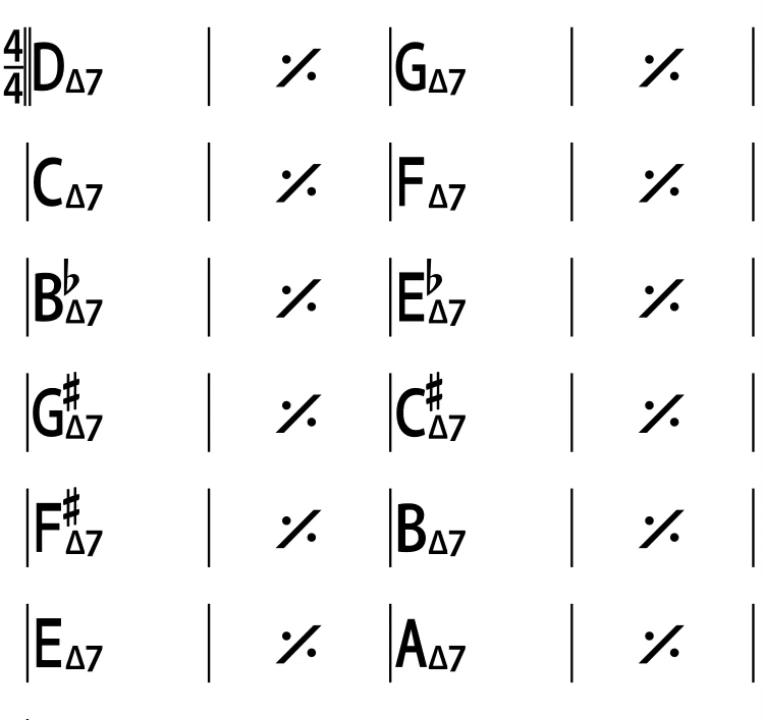 4/4 DΔ7 | 𝄎 | GΔ7 | 𝄎 |
| CΔ7 | 𝄎 | FΔ7 | 𝄎 |
| B♭Δ7 | 𝄎 | E♭Δ7 | 𝄎 |
| G♯Δ7 | 𝄎 | C♯Δ7 | 𝄎 |
| F♯Δ7 | 𝄎 | BΔ7 | 𝄎 |
| EΔ7 | 𝄎 | AΔ7 | 𝄎 |